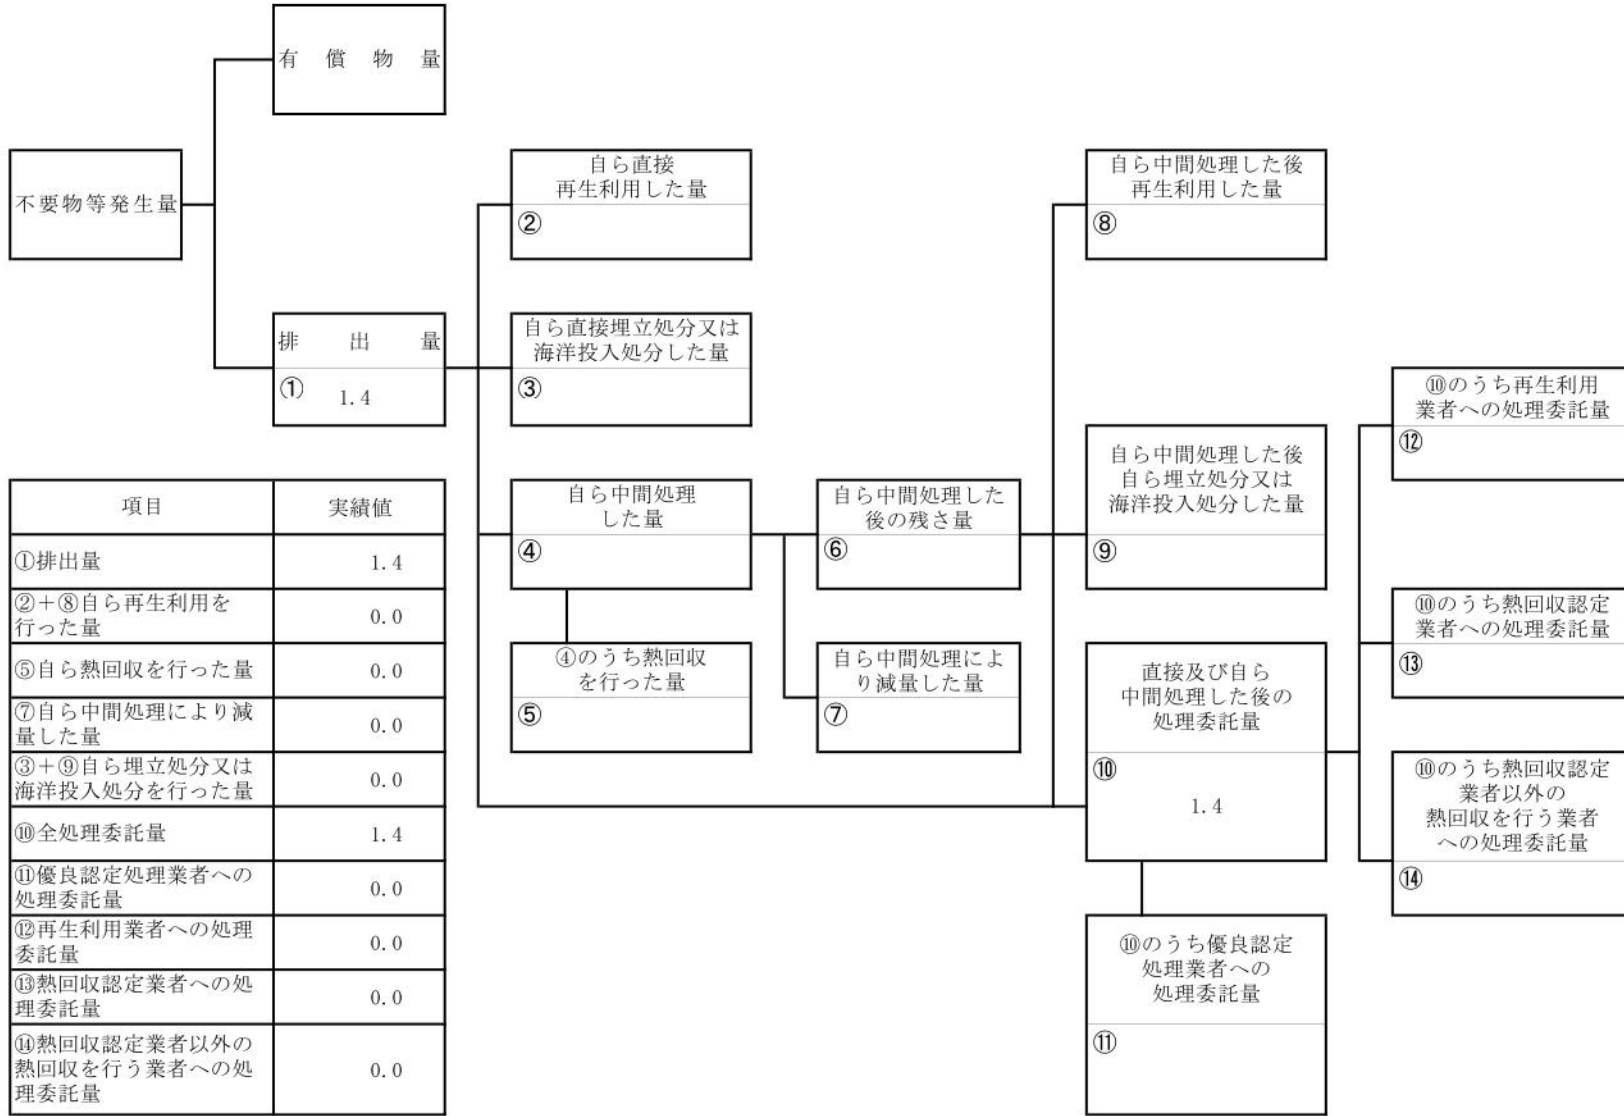 有償物量
不要物等発生量
排出量
①
1.4
自ら直接
再生利用した量
②
自ら直接埋立処分又は
海洋投入処分した量
③
自ら中間処理
した量
④
④のうち熱回収
を行った量
⑤
自ら中間処理した
後の残さ量
⑥
自ら中間処理によ
り減量した量
⑦
自ら中間処理した後
再生利用した量
⑧
自ら中間処理した後
自ら埋立処分又は
海洋投入処分した量
⑨
直接及び自ら
中間処理した後の
処理委託量
⑩
1.4
⑩のうち優良認定
処理業者への
処理委託量
⑪
⑩のうち再生利用
業者への処理委託量
⑫
⑩のうち熱回収認定
業者への処理委託量
⑬
⑩のうち熱回収認定
業者以外の
熱回収を行う業者
への処理委託量
⑭
項目 実績値
①排出量 1.4
②+⑧自ら再生利用を
行った量 0.0
⑤自ら熱回収を行った量 0.0
⑦自ら中間処理により減
量した量 0.0
③+⑨自ら埋立処分又は
海洋投入処分を行った量 0.0
⑩全処理委託量 1.4
⑪優良認定処理業者への
処理委託量 0.0
⑫再生利用業者への処理
委託量 0.0
⑬熱回収認定業者への処
理委託量 0.0
⑭熱回収認定業者以外の
熱回収を行う業者への処
理委託量 0.0